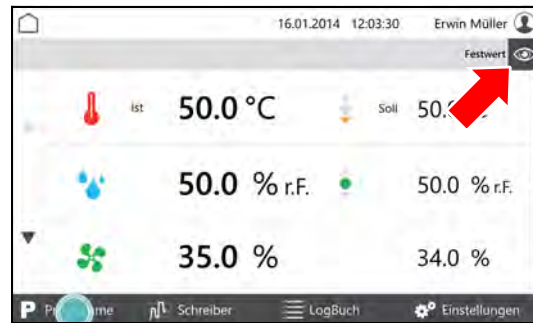 16.01.2014 12:03:30 Erwin Müller
Festwert
ist 50.0 °C Soll
50.0 % r.F. 50.0 % r.F.
35.0 % 34.0 %
P Schreiber LogBuch Einstellungen